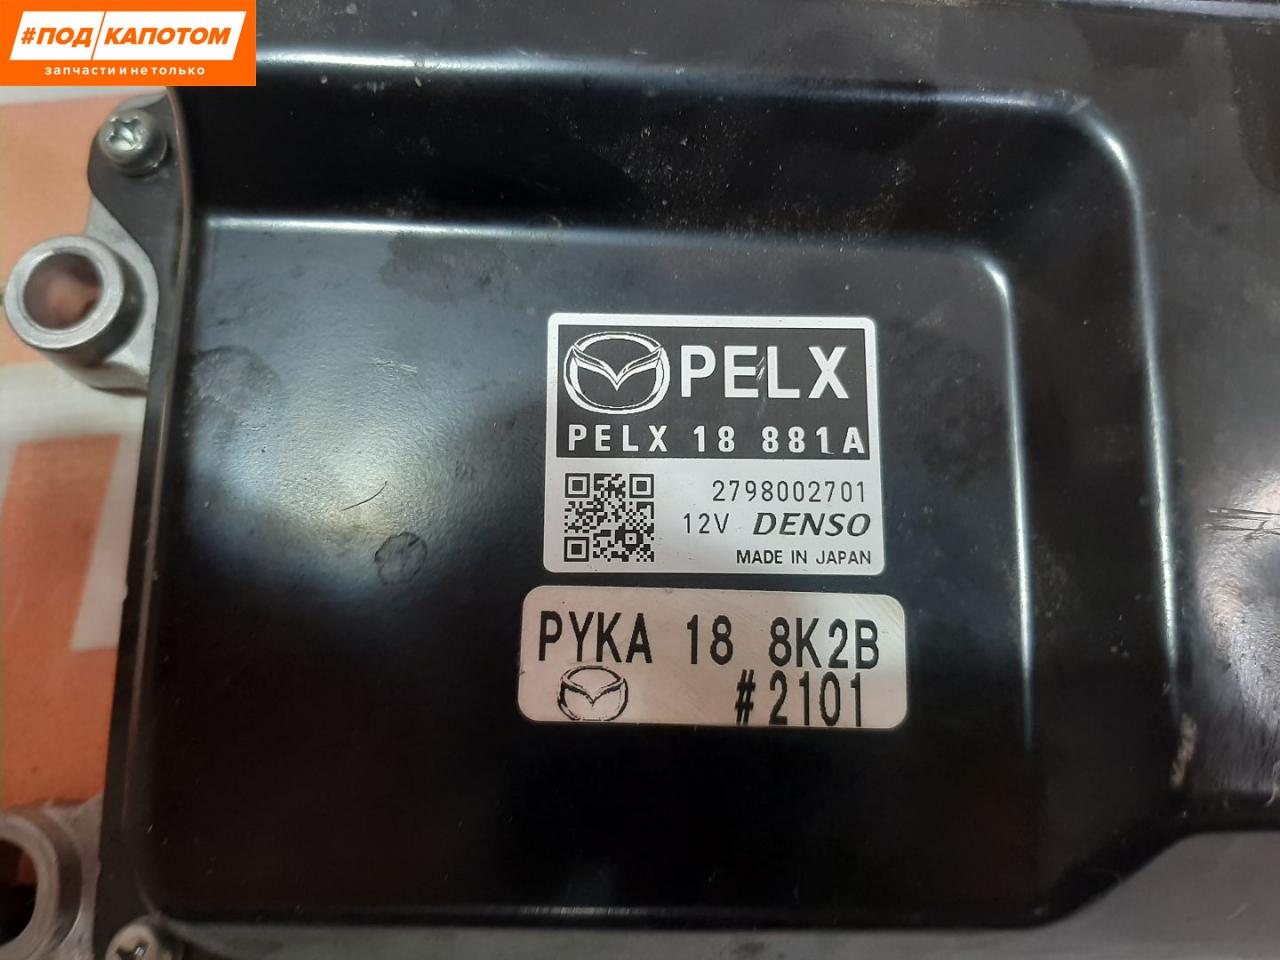 #ПОД КАПОТОМ
ЗАПЧАСТИ И НЕ ТОЛЬКО
PELX
PELX 18 881A
2798002701
12V DENSO
MADE IN JAPAN
PYKA 18 8K2B
#2101